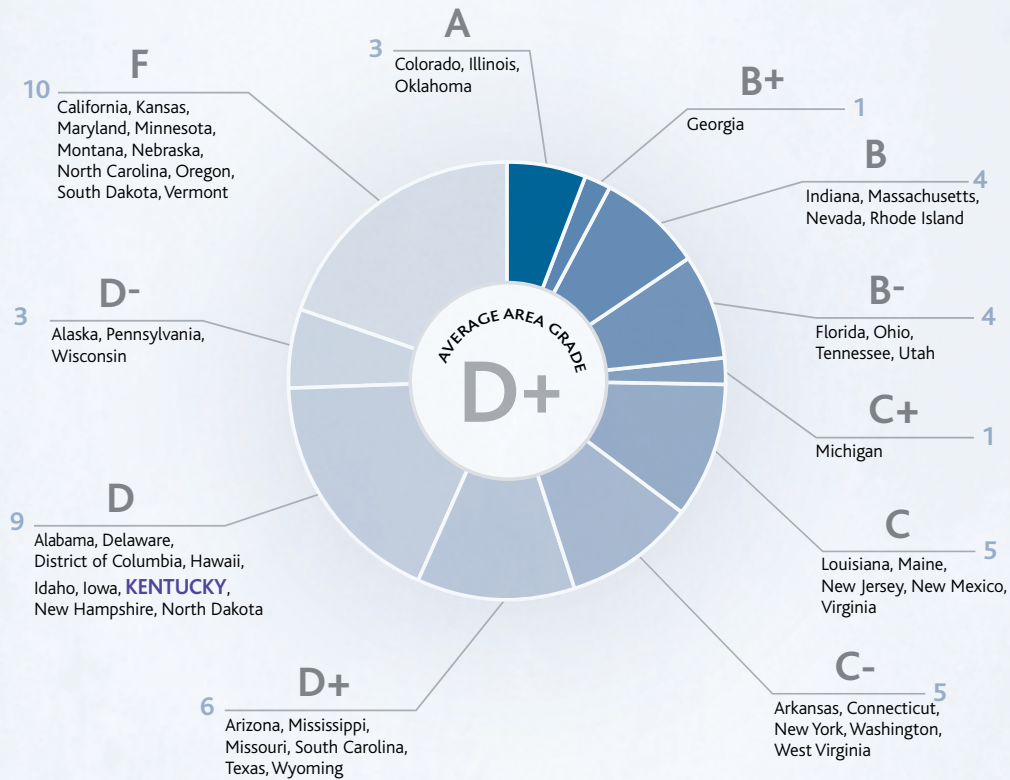 A
3
Colorado, Illinois,
Oklahoma
B+
1
Georgia
B
4
Indiana, Massachusetts,
Nevada, Rhode Island
B-
4
Florida, Ohio,
Tennessee, Utah
C+
1
Michigan
C
5
Louisiana, Maine,
New Jersey, New Mexico,
Virginia
C-
5
Arkansas, Connecticut,
New York, Washington,
West Virginia
D+
6
Arizona, Mississippi,
Missouri, South Carolina,
Texas, Wyoming
D
9
Alabama, Delaware,
District of Columbia, Hawaii,
Idaho, Iowa, KENTUCKY,
New Hampshire, North Dakota
D-
3
Alaska, Pennsylvania,
Wisconsin
F
10
California, Kansas,
Maryland, Minnesota,
Montana, Nebraska,
North Carolina, Oregon,
South Dakota, Vermont
AVERAGE AREA GRADE
D+